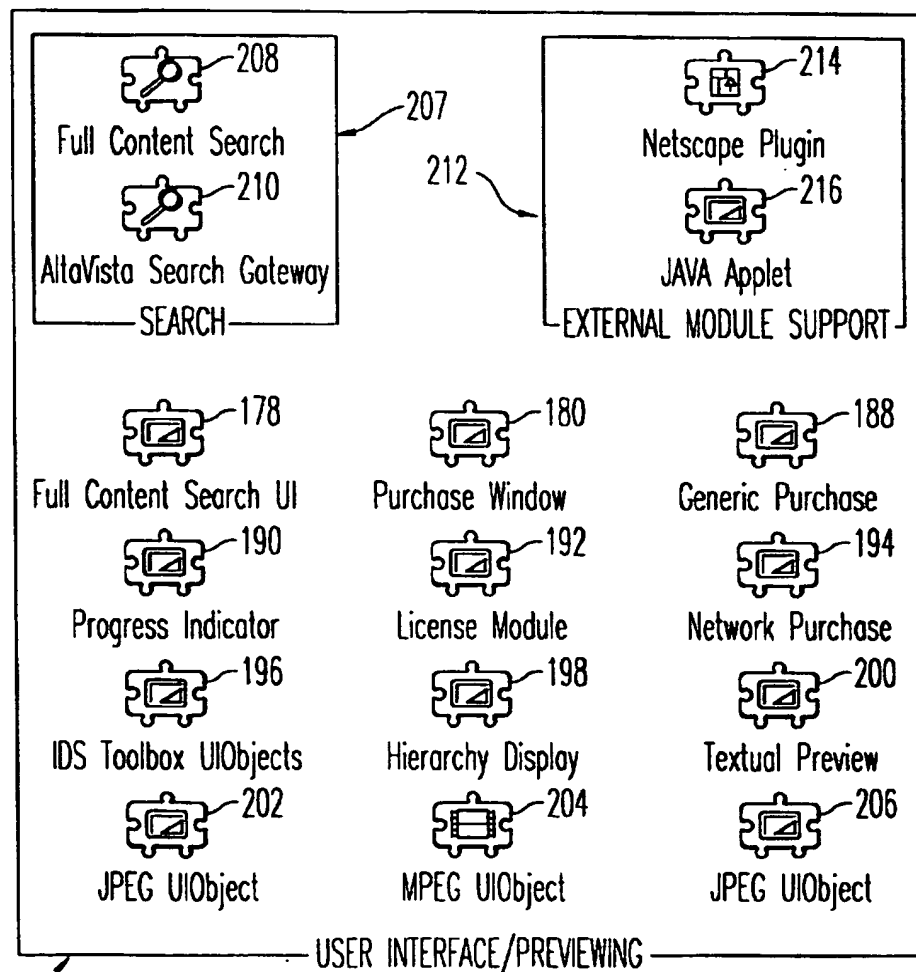 208
Full Content Search
207
210
AltaVista Search Gateway
SEARCH
214
Netscape Plugin
212
216
JAVA Applet
EXTERNAL MODULE SUPPORT
178
180
188
Full Content Search UI
Purchase Window
Generic Purchase
190
192
194
Progress Indicator
License Module
Network Purchase
196
198
200
IDS Toolbox UIObjects
Hierarchy Display
Textual Preview
202
204
206
JPEG UIObject
MPEG UIObject
JPEG UIObject
USER INTERFACE/PREVIEWING